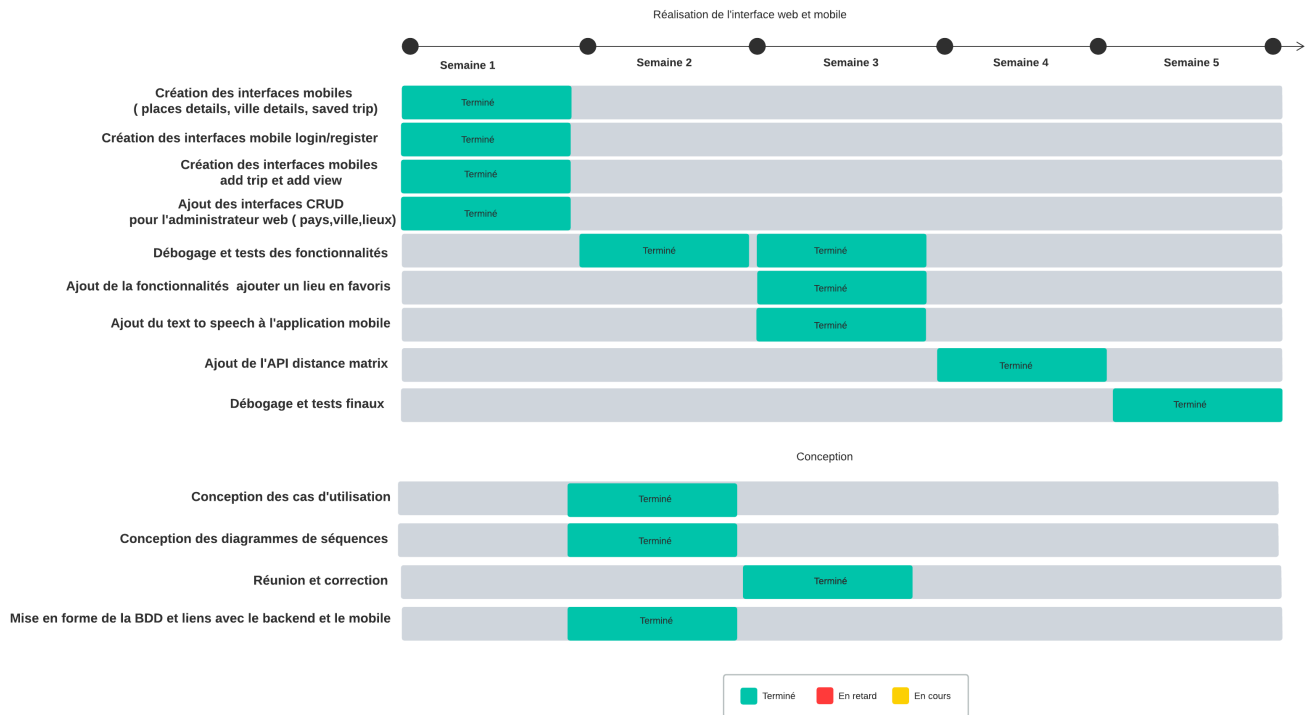 Réalisation de l'interface web et mobile
Semaine 1
Semaine 2
Semaine 3
Semaine 4
Semaine 5
Création des interfaces mobiles
( places details, ville details, saved trip)
Terminé
Création des interfaces mobile login/register
Terminé
Création des interfaces mobiles
add trip et add view
Terminé
Ajout des interfaces CRUD
pour l'administrateur web ( pays,ville,lieux)
Terminé
Débogage et tests des fonctionnalités
Terminé
Terminé
Ajout de la fonctionnalités ajouter un lieu en favoris
Terminé
Ajout du text to speech à l'application mobile
Terminé
Ajout de l'API distance matrix
Terminé
Débogage et tests finaux
Terminé
Conception
Conception des cas d'utilisation
Terminé
Conception des diagrammes de séquences
Terminé
Réunion et correction
Terminé
Mise en forme de la BDD et liens avec le backend et le mobile
Terminé
Terminé
En retard
En cours